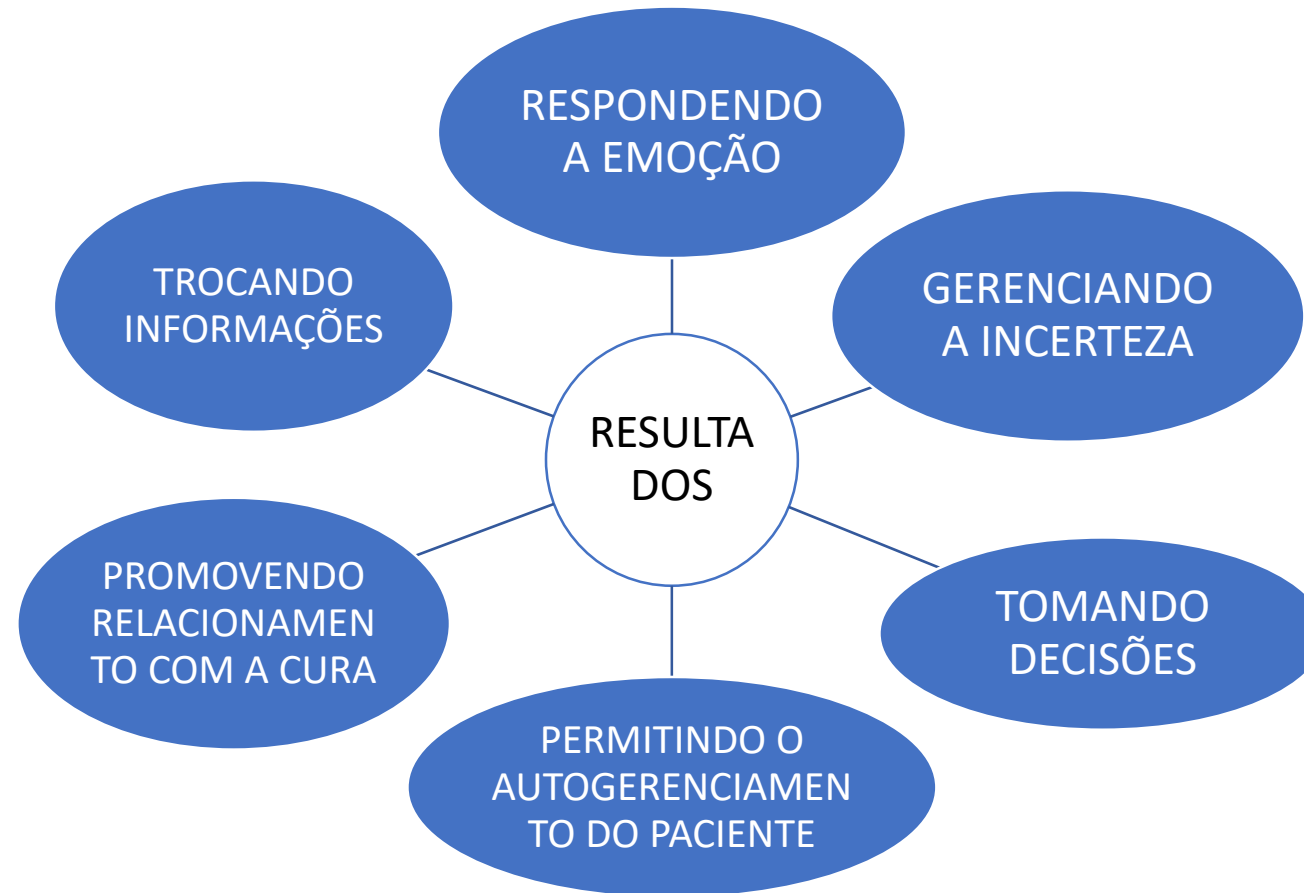 RESPONDENDO
A EMOÇÃO
GERENCIANDO
A INCERTEZA
TOMANDO
DECISÕES
PERMITINDO O
AUTOGERENCIAMEN
TO DO PACIENTE
PROMOVENDO
RELACIONAMEN
TO COM A CURA
TROCANDO
INFORMAÇÕES
RESULTA
DOS